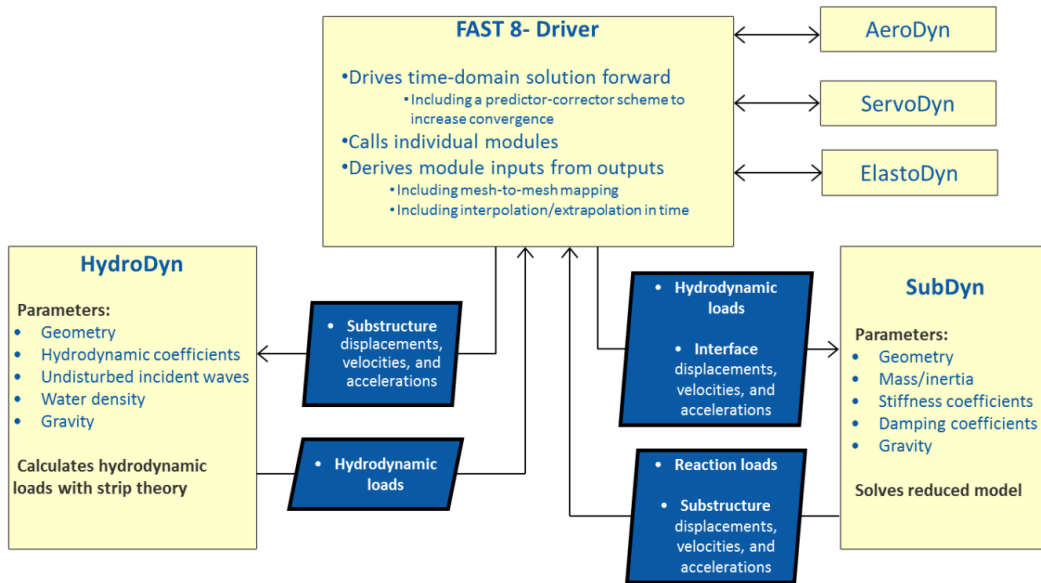 FAST 8- Driver
•Drives time-domain solution forward
•Including a predictor-corrector scheme to
increase convergence
•Calls individual modules
•Derives module inputs from outputs
•Including mesh-to-mesh mapping
•Including interpolation/extrapolation in time
AeroDyn
ServoDyn
ElastoDyn
HydroDyn
Parameters:
• Geometry
• Hydrodynamic coefficients
• Undisturbed incident waves
• Water density
• Gravity
Calculates hydrodynamic
loads with strip theory
• Substructure
displacements,
velocities, and
accelerations
• Hydrodynamic
loads
• Hydrodynamic
loads
• Interface
displacements,
velocities, and
accelerations
• Reaction loads
• Substructure
displacements,
velocities, and
accelerations
SubDyn
Parameters:
• Geometry
• Mass/inertia
• Stiffness coefficients
• Damping coefficients
• Gravity
Solves reduced model